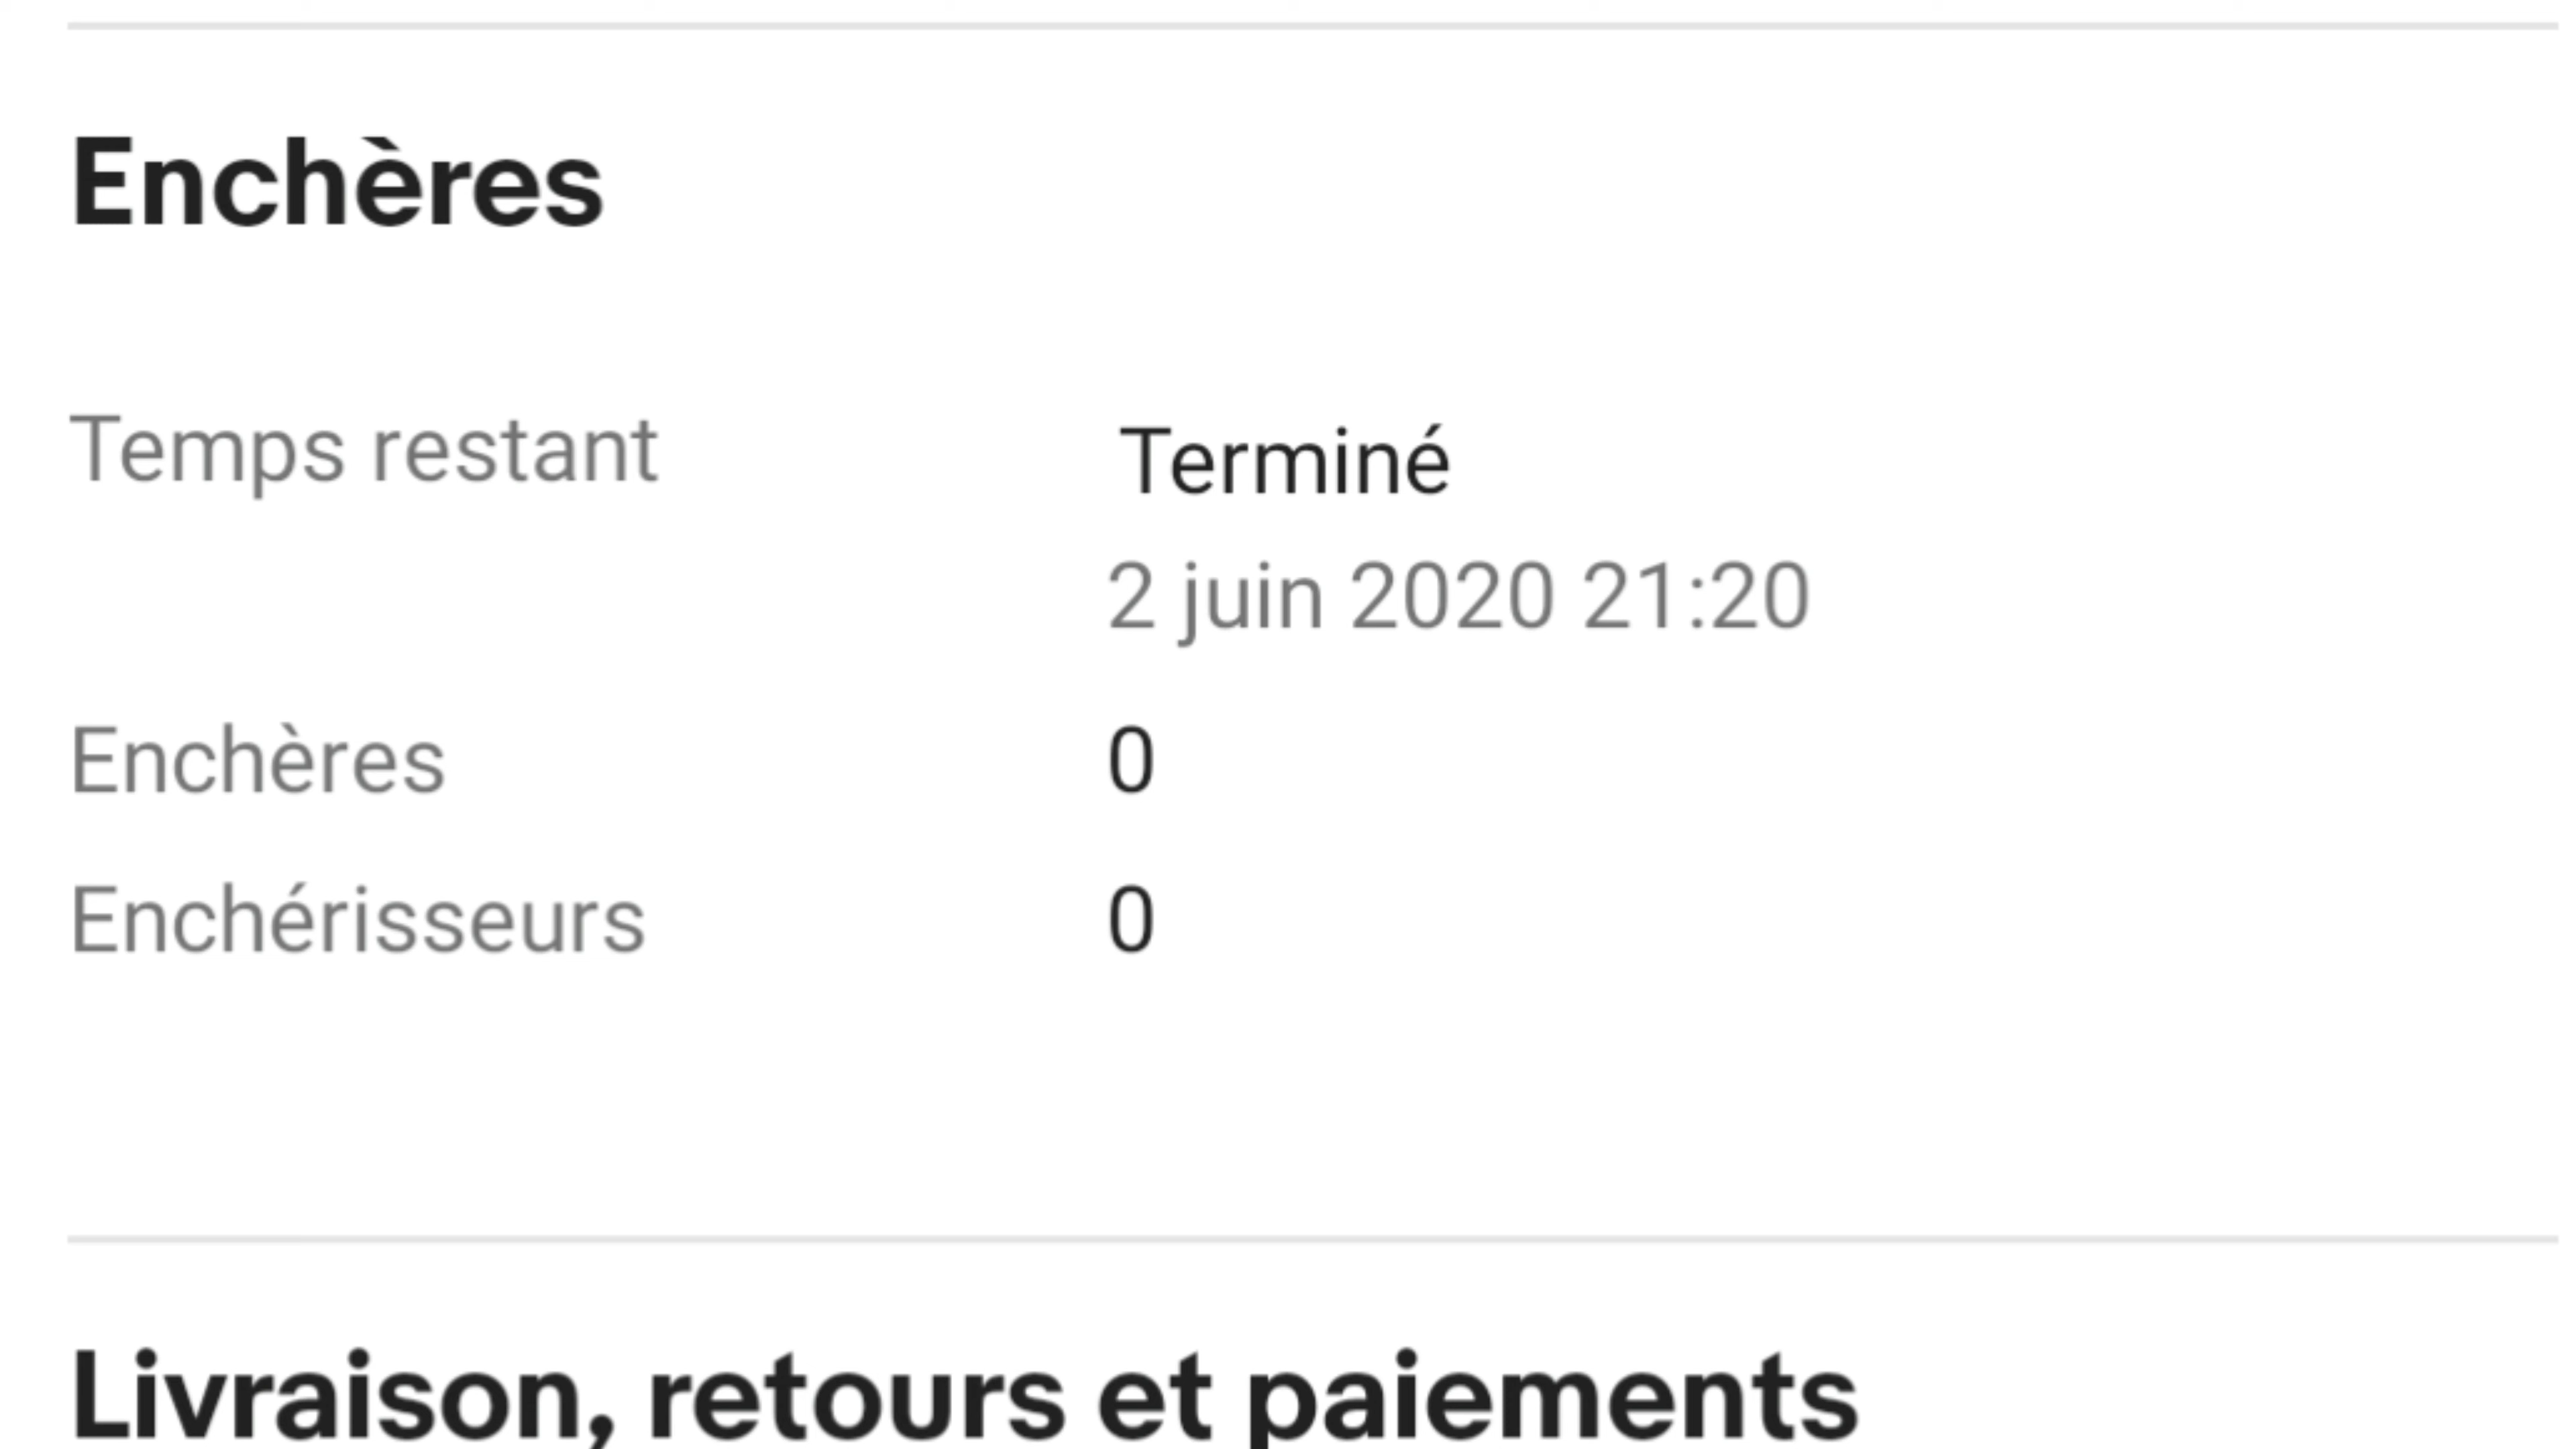 Enchères
Temps restant
Terminé
2 juin 2020 21:20
Enchères
0
Enchérisseurs
0
Livraison, retours et paiements